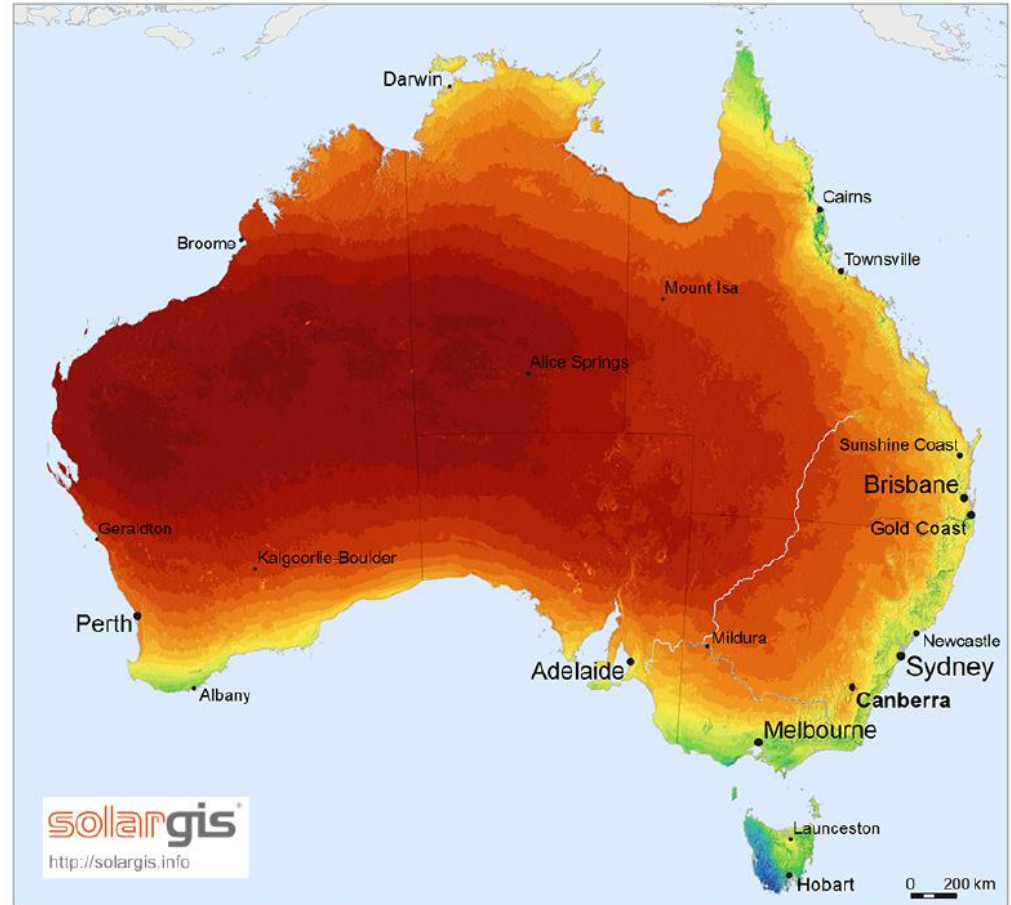 Darwin
Cairns
Broome
Townsville
Mount Isa
Alice Springs
Sunshine Coast
Brisbane
Gold Coast
Geraldton
Kalgoorlie-Boulder
Perth
Newcastle
Mildura
Sydney
Adelaide
Albany
Canberra
Melbourne
solargis
http://solargis.info
Launceston
Hobart
0 200 km